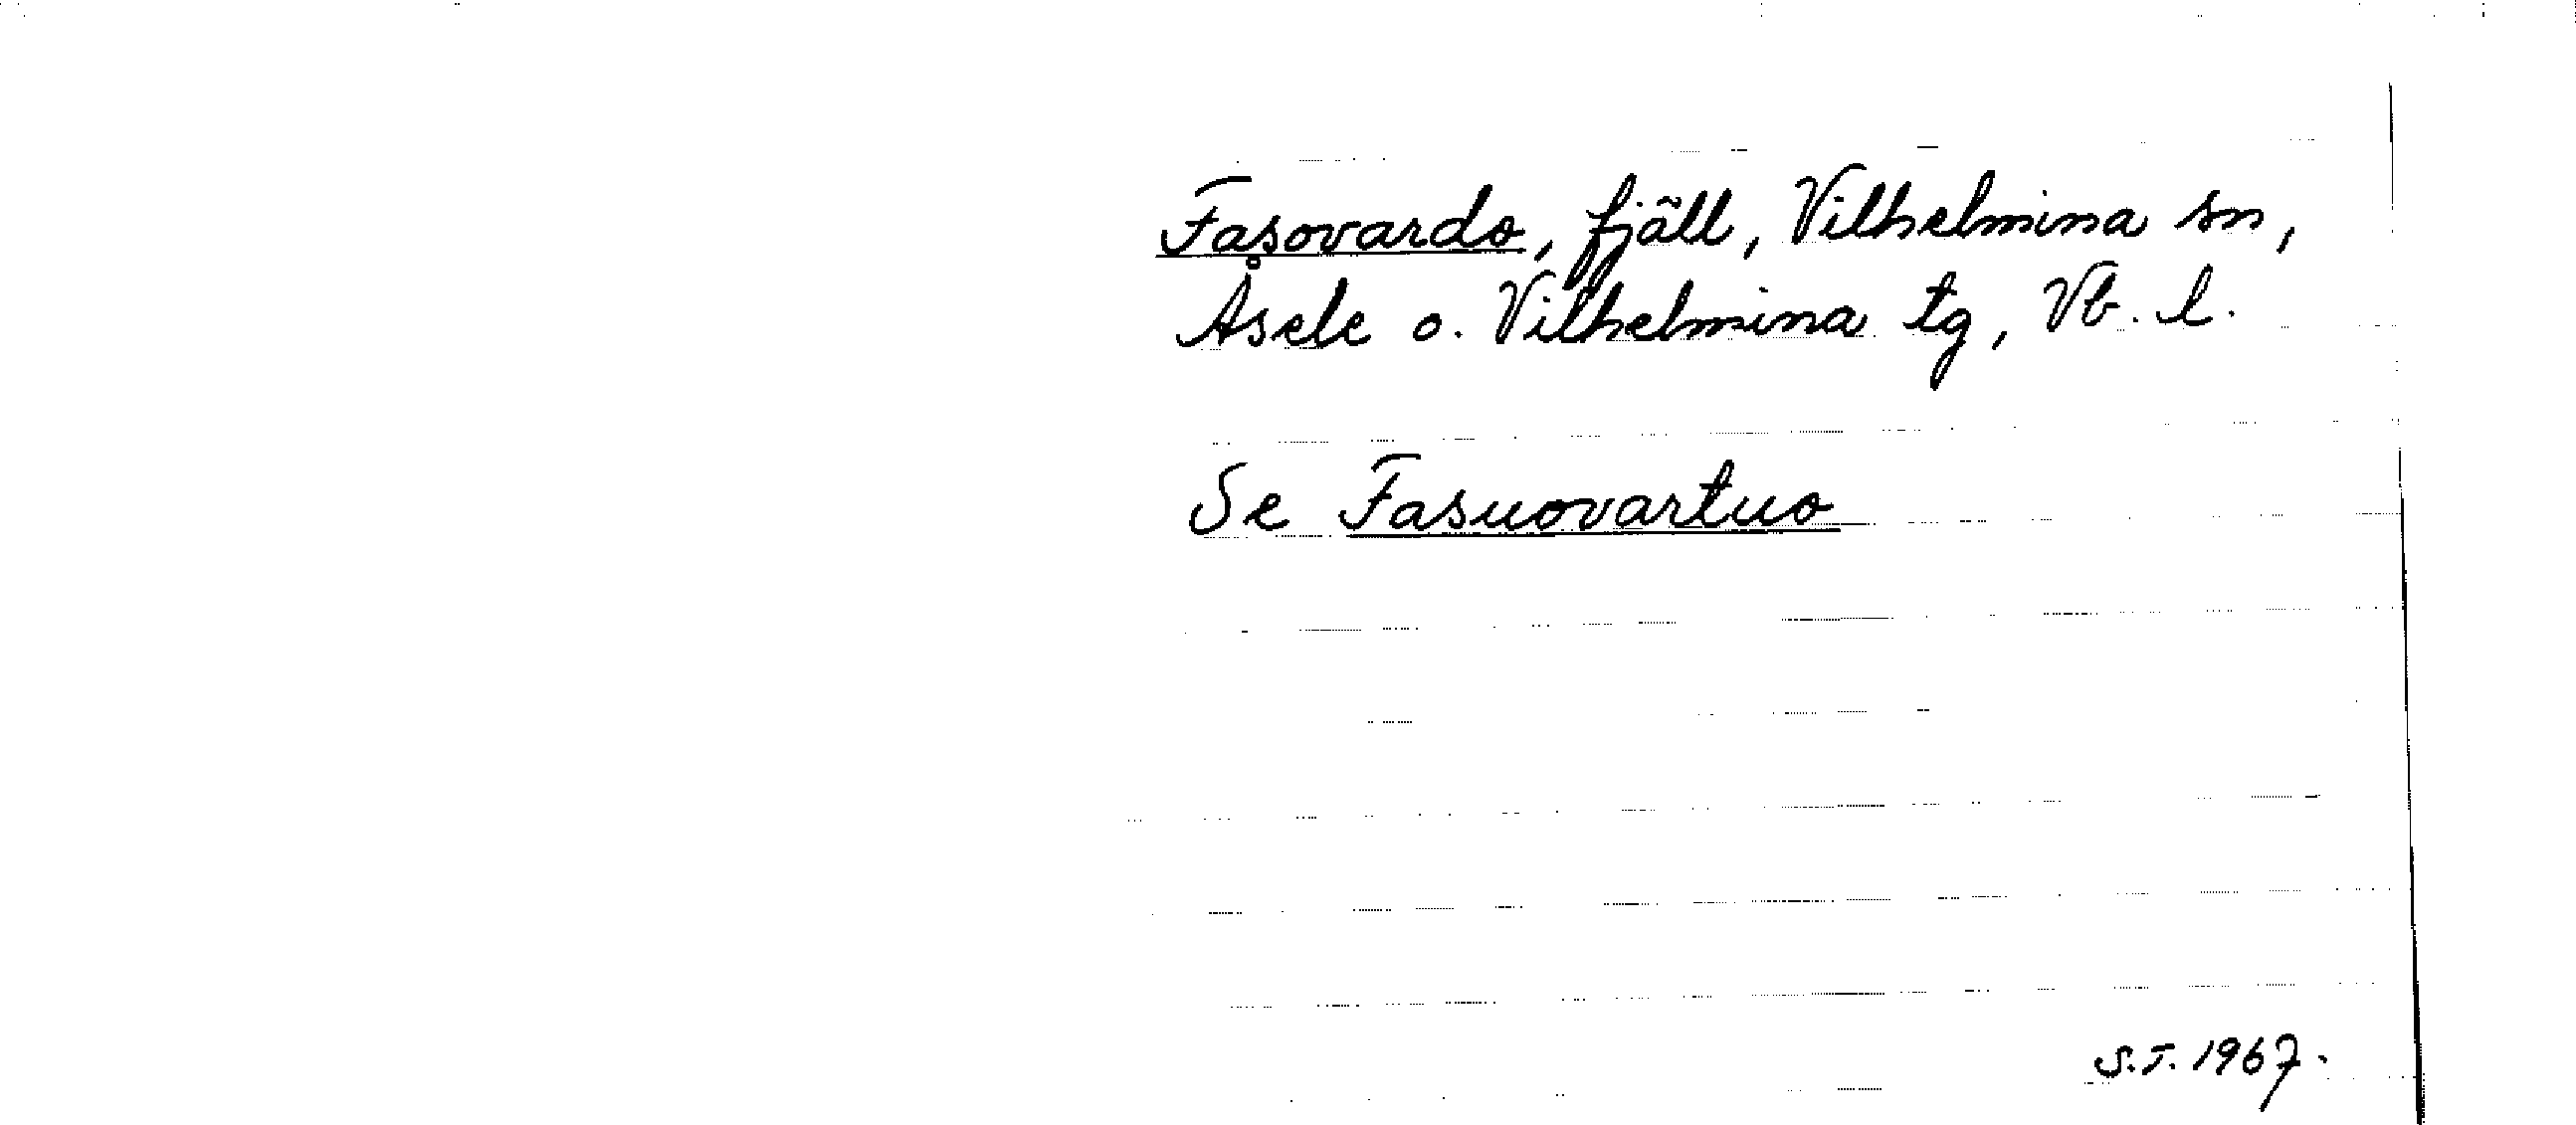 Fasovardo, fjäll, Vilhelmina sn,
Åsele o. Vilhelmina tg, Vb. l.
Se Fasuovartuo
S.T. 1967.